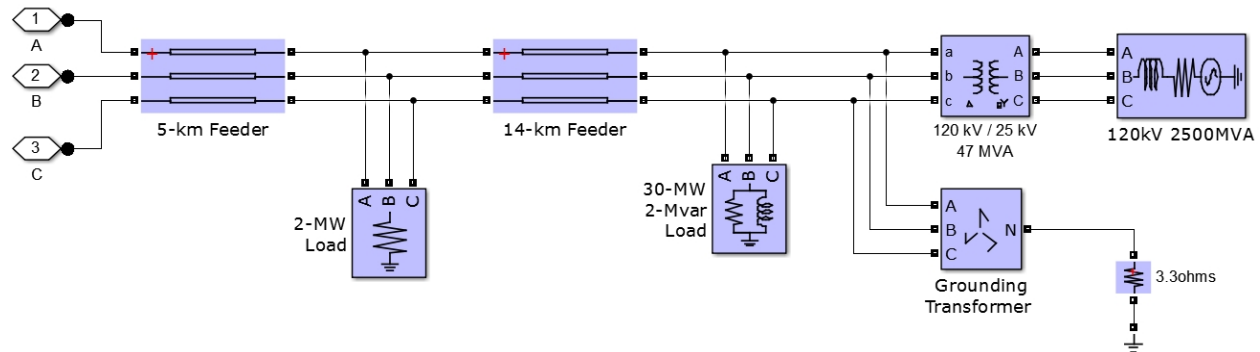 1
A
2
B
3
C
+
5-km Feeder
A B C
2-MW
Load
+
14-km Feeder
A B C
30-MW
2-Mvar
Load
a A
b B
c C
Δ Y
120 kV / 25 kV
47 MVA
A
B
C
120kV 2500MVA
A
B N
C
Grounding
Transformer
+
3.3ohms